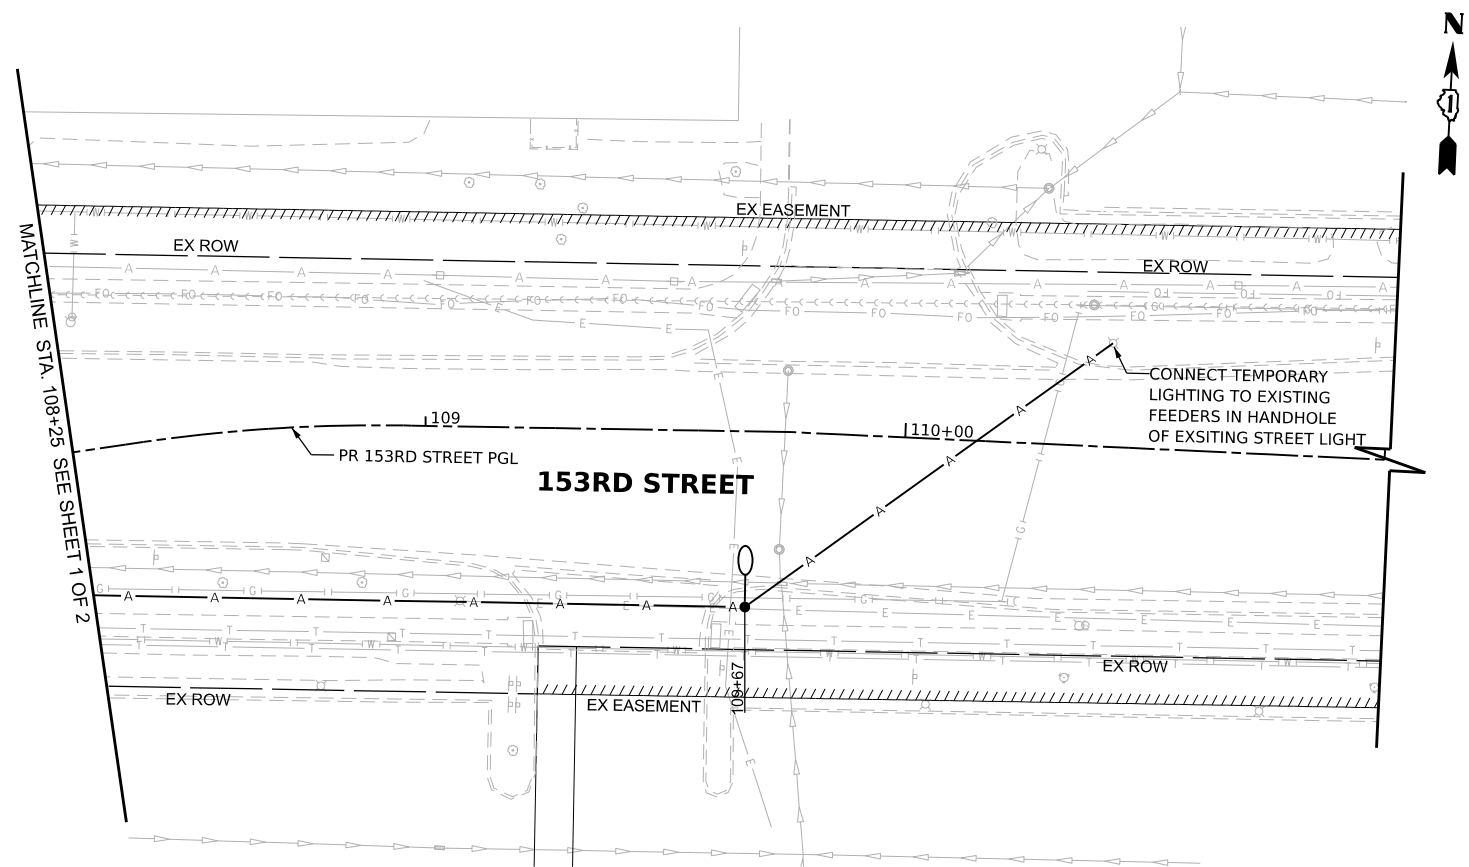 N
1
EX EASEMENT
EX ROW
EX ROW
CONNECT TEMPORARY
LIGHTING TO EXISTING
FEEDERS IN HANDHOLE
OF EXSITING STREET LIGHT
109
110+00
PR 153RD STREET PGL
153RD STREET
MATCHLINE STA. 108+25 SEE SHEET 1 OF 2
A A A A A A A A
A A A A A
109+67
EX ROW
EX ROW
EX EASEMENT